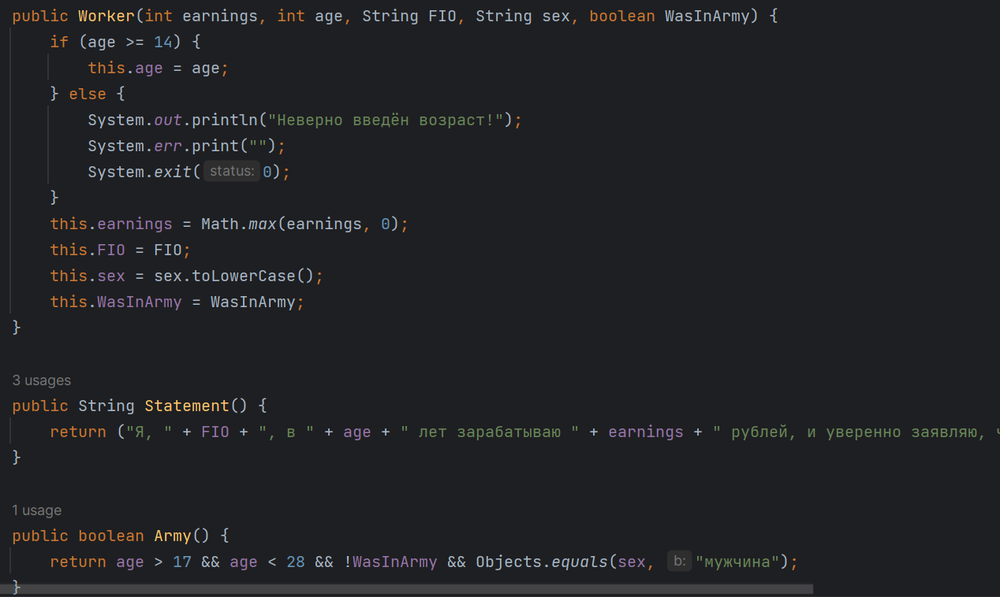 public Worker(int earnings, int age, String FIO, String sex, boolean WasInArmy) {
if (age >= 14) {
this.age = age;
} else {
System.out.println("Неверно введён возраст!");
System.err.print("");
System.exit( status: 0);
}
this.earnings = Math.max(earnings, 0);
this.FIO = FIO;
this.sex = sex.toLowerCase();
this.WasInArmy = WasInArmy;
}
3 usages
public String Statement() {
return ("Я, " + FIO + ", в " + age + " лет зарабатываю " + earnings + " рублей, и уверенно заявляю,
}
1 usage
public boolean Army() {
return age > 17 && age < 28 && !WasInArmy && Objects.equals(sex, b: "мужчина");
}